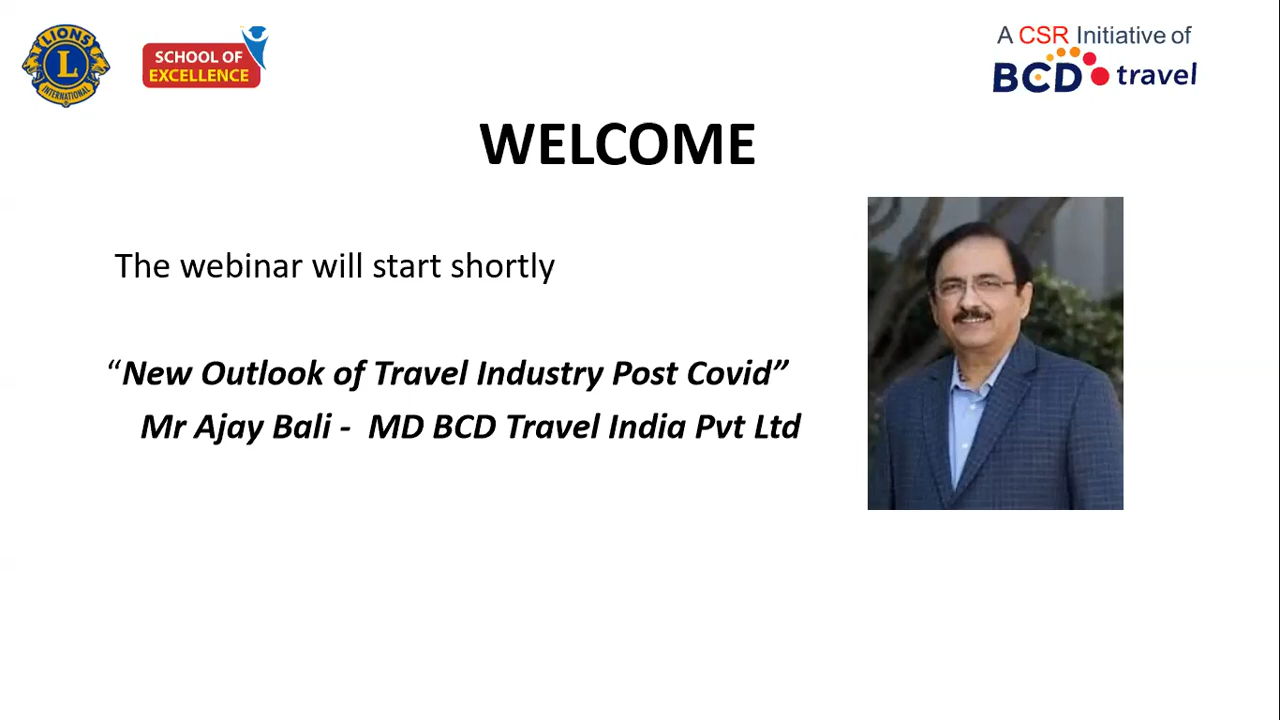 LIONS
L
INTERNATIONAL
SCHOOL OF
EXCELLENCE
A CSR Initiative of
BCD travel
WELCOME
The webinar will start shortly
“New Outlook of Travel Industry Post Covid”
Mr Ajay Bali - MD BCD Travel India Pvt Ltd